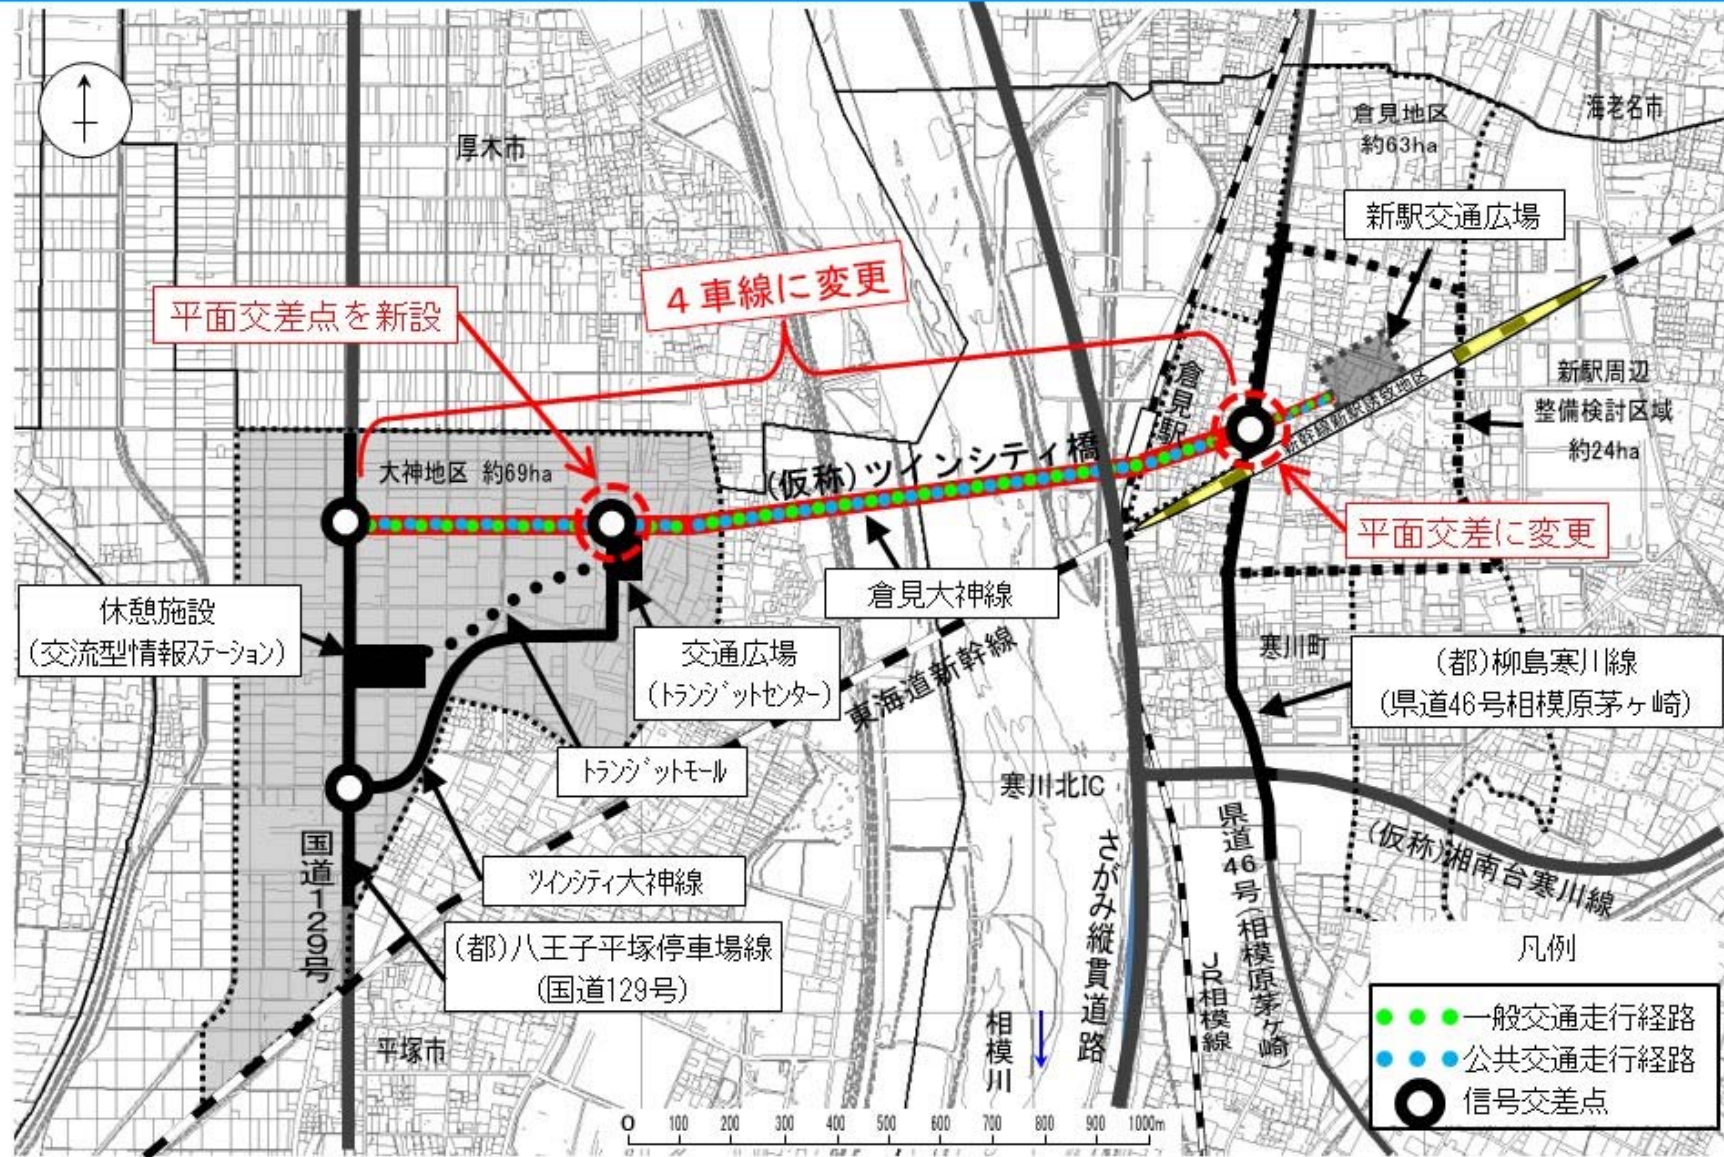 厚木市
倉見地区
約63ha
海老名市
新駅交通広場
4車線に変更
平面交差点を新設
倉見駅
新幹線新駅誘致地区
新駅周辺
整備検討区域
約24ha
大神地区 約69ha
(仮称)ツインシティ橋
平面交差に変更
休憩施設
(交流型情報ステーション)
倉見大神線
交通広場
(トランジットセンター)
東海道新幹線
寒川町
(都)柳島寒川線
(県道46号相模原茅ヶ崎)
トランジットモール
寒川北IC
国道129号
ツインシティ大神線
さがみ縦貫道路
県道46号(相模原茅ヶ崎)
(仮称)湘南台寒川線
(都)八王子平塚停車場線
(国道129号)
JR相模線
平塚市
相模川
凡例
一般交通走行経路
公共交通走行経路
信号交差点
0 100 200 300 400 500 600 700 800 900 1000m